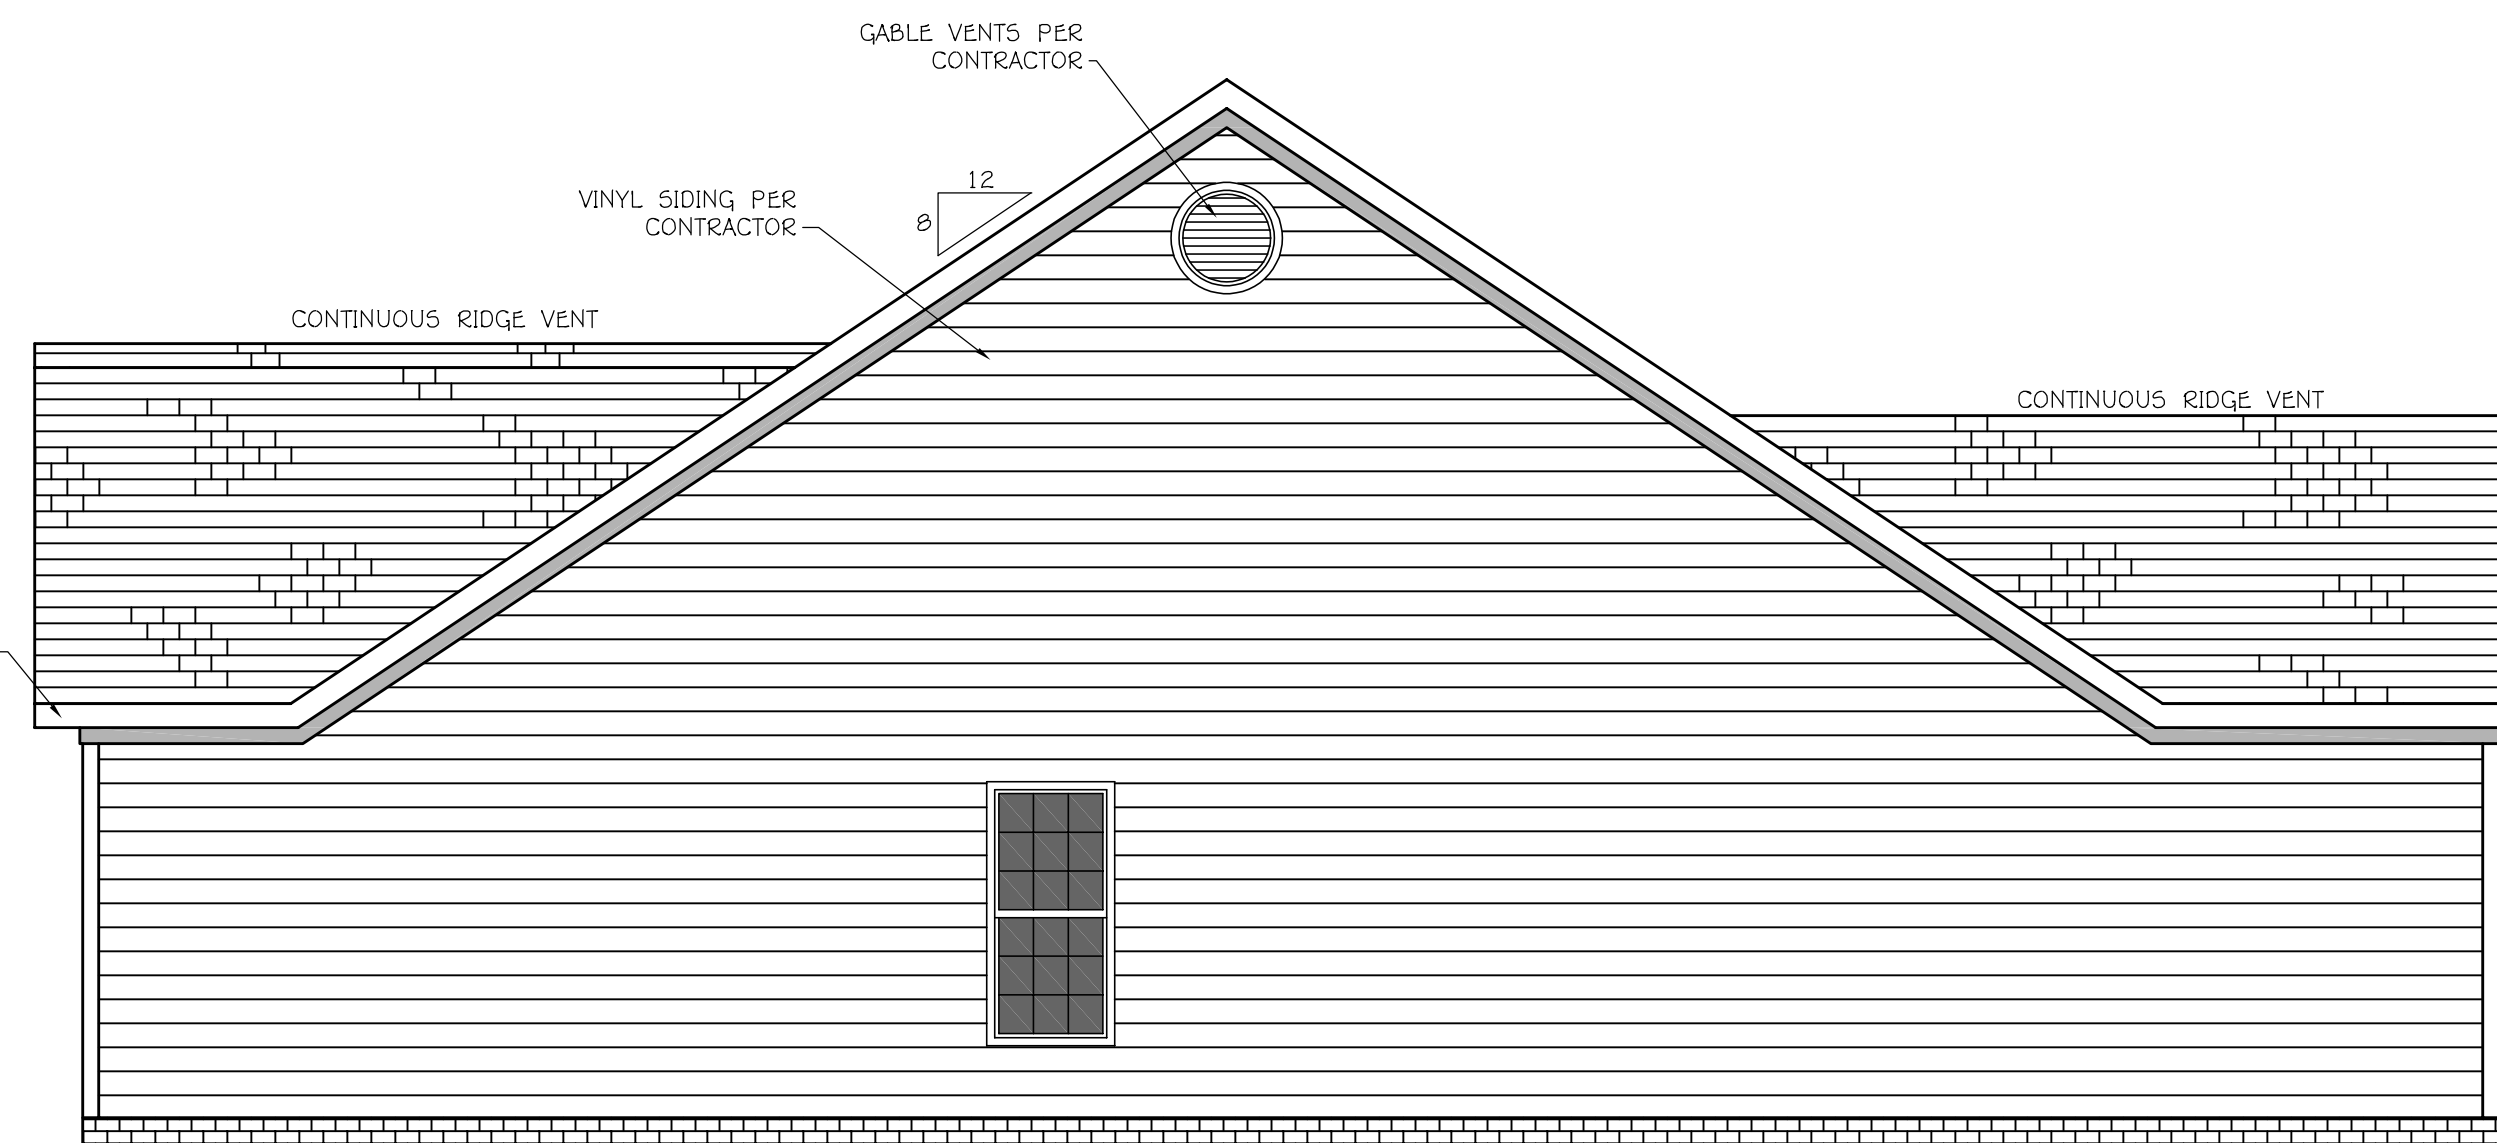 GABLE VENTS PER
CONTRACTOR
12
8
VINYL SIDING PER
CONTRACTOR
CONTINUOUS RIDGE VENT
CONTINUOUS RIDGE VENT